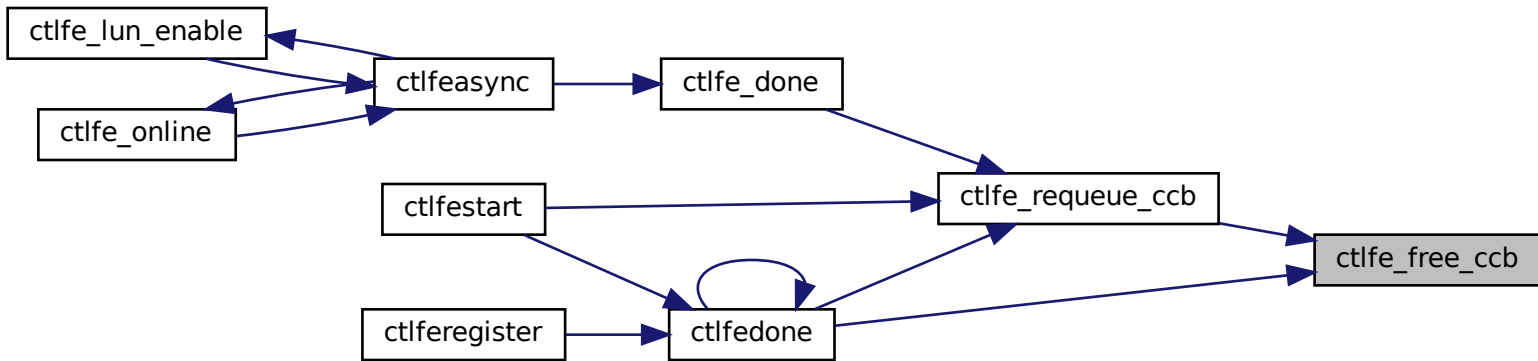 ctlfe_lun_enable
ctlfeasync
ctlfe_done
ctlfe_online
ctlfestart
ctlfe_requeue_ccb
ctlfe_free_ccb
ctlferegister
ctlfedone